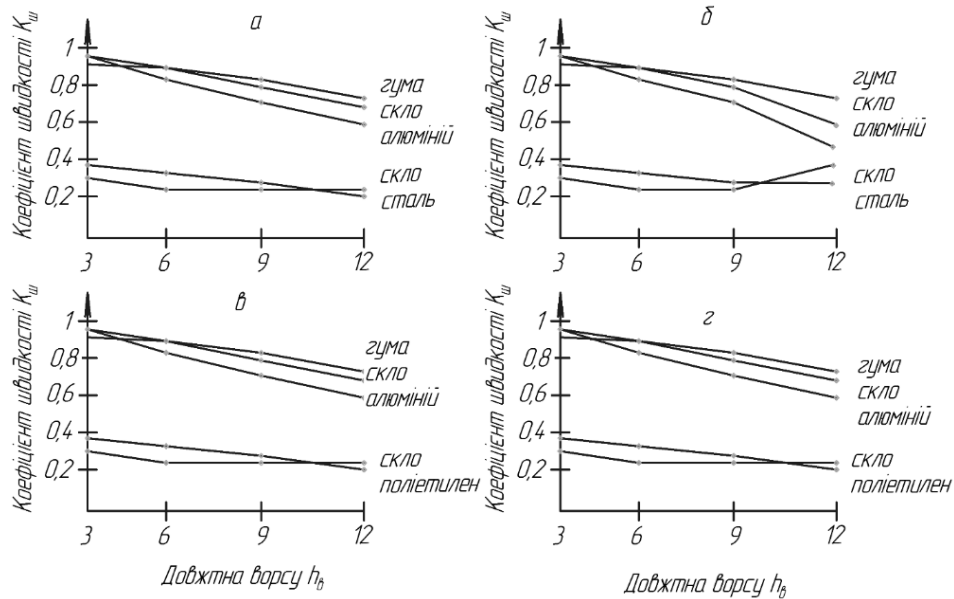 а
Коефіцієнт швидкості Кш
1
0,8
0,6
0,4
0,2
3
6
9
12
гума
скло
алюміній
скло
сталь
б
Коефіцієнт швидкості Кш
1
0,8
0,6
0,4
0,2
3
6
9
12
гума
скло
алюміній
скло
сталь
в
Коефіцієнт швидкості Кш
1
0,8
0,6
0,4
0,2
3
6
9
12
гума
скло
алюміній
скло
поліетилен
Довжтна ворсу hв
г
Коефіцієнт швидкості Кш
1
0,8
0,6
0,4
0,2
3
6
9
12
гума
скло
алюміній
скло
поліетилен
Довжтна ворсу hв